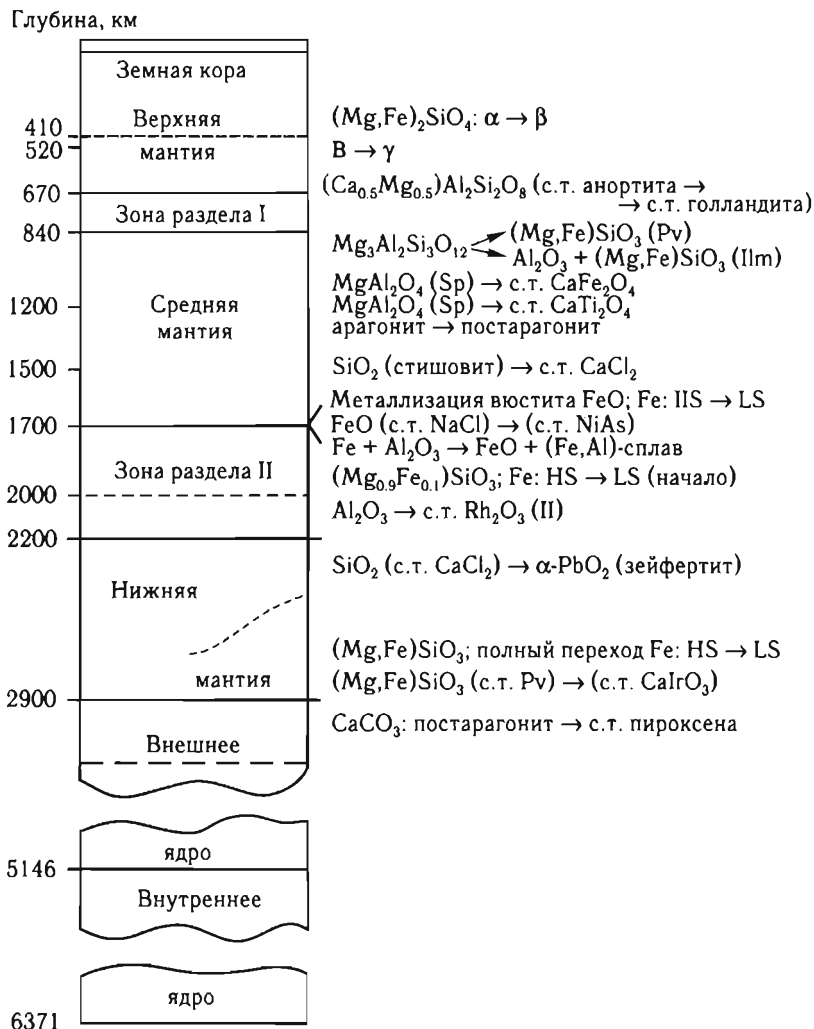 Глубина, км
Земная кора
Верхняя
410
(Mg,Fe)₂SiO₄: α → β
520
мантия
В → γ
670
(Ca₀.₅Mg₀.₅)Al₂Si₂O₈ (с.т. анортита →
→ с.т. голландита)
Зона раздела I
840
Mg₃Al₂Si₃O₁₂
(Mg,Fe)SiO₃ (Pv)
Al₂O₃ + (Mg,Fe)SiO₃ (Ilm)
MgAl₂O₄ (Sp) → с.т. CaFe₂O₄
1200
Средняя
мантия
MgAl₂O₄ (Sp) → с.т. CaTi₂O₄
арагонит → постарагонит
1500
SiO₂ (стишовит) → с.т. CaCl₂
Металлизация вюстита FeO; Fe: IIS → LS
1700
FeO (с.т. NaCl) → (с.т. NiAs)
Fe + Al₂O₃ → FeO + (Fe,Al)-сплав
Зона раздела II
(Mg₀.₉Fe₀.₁)SiO₃; Fe: HS → LS (начало)
2000
Al₂O₃ → с.т. Rh₂O₃ (II)
2200
SiO₂ (с.т. CaCl₂) → α-PbO₂ (зейфертит)
Нижняя
(Mg,Fe)SiO₃; полный переход Fe: HS → LS
мантия
(Mg,Fe)SiO₃ (с.т. Pv) → (с.т. CaIrO₃)
2900
CaCO₃: постарагонит → с.т. пироксена
Внешнее
ядро
5146
Внутреннее
ядро
6371